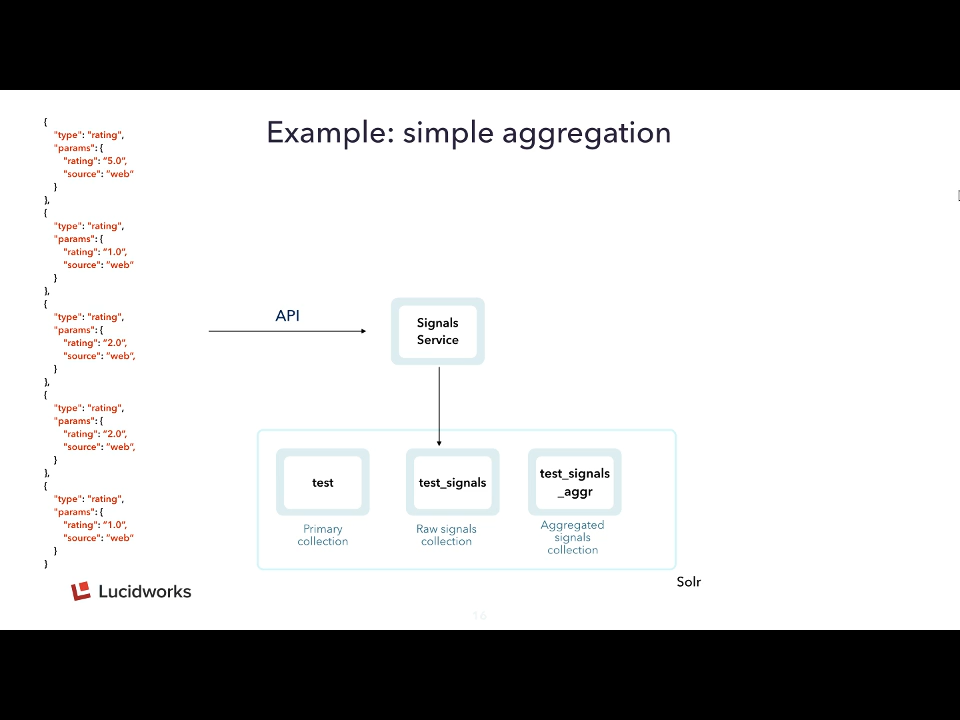 Example: simple aggregation
{
"type": "rating",
"params": {
"rating": "5.0",
"source": "web"
}
},
{
"type": "rating",
"params": {
"rating": "1.0",
"source": "web"
}
},
{
"type": "rating",
"params": {
"rating": "2.0",
"source": "web",
}
},
{
"type": "rating",
"params": {
"rating": "2.0",
"source": "web",
}
},
{
"type": "rating",
"params": {
"rating": "1.0",
"source": "web"
}
}
API
Signals
Service
test
Primary
collection
test_signals
Raw signals
collection
test_signals
_aggr
Aggregated
signals
collection
Solr
Lucidworks
16